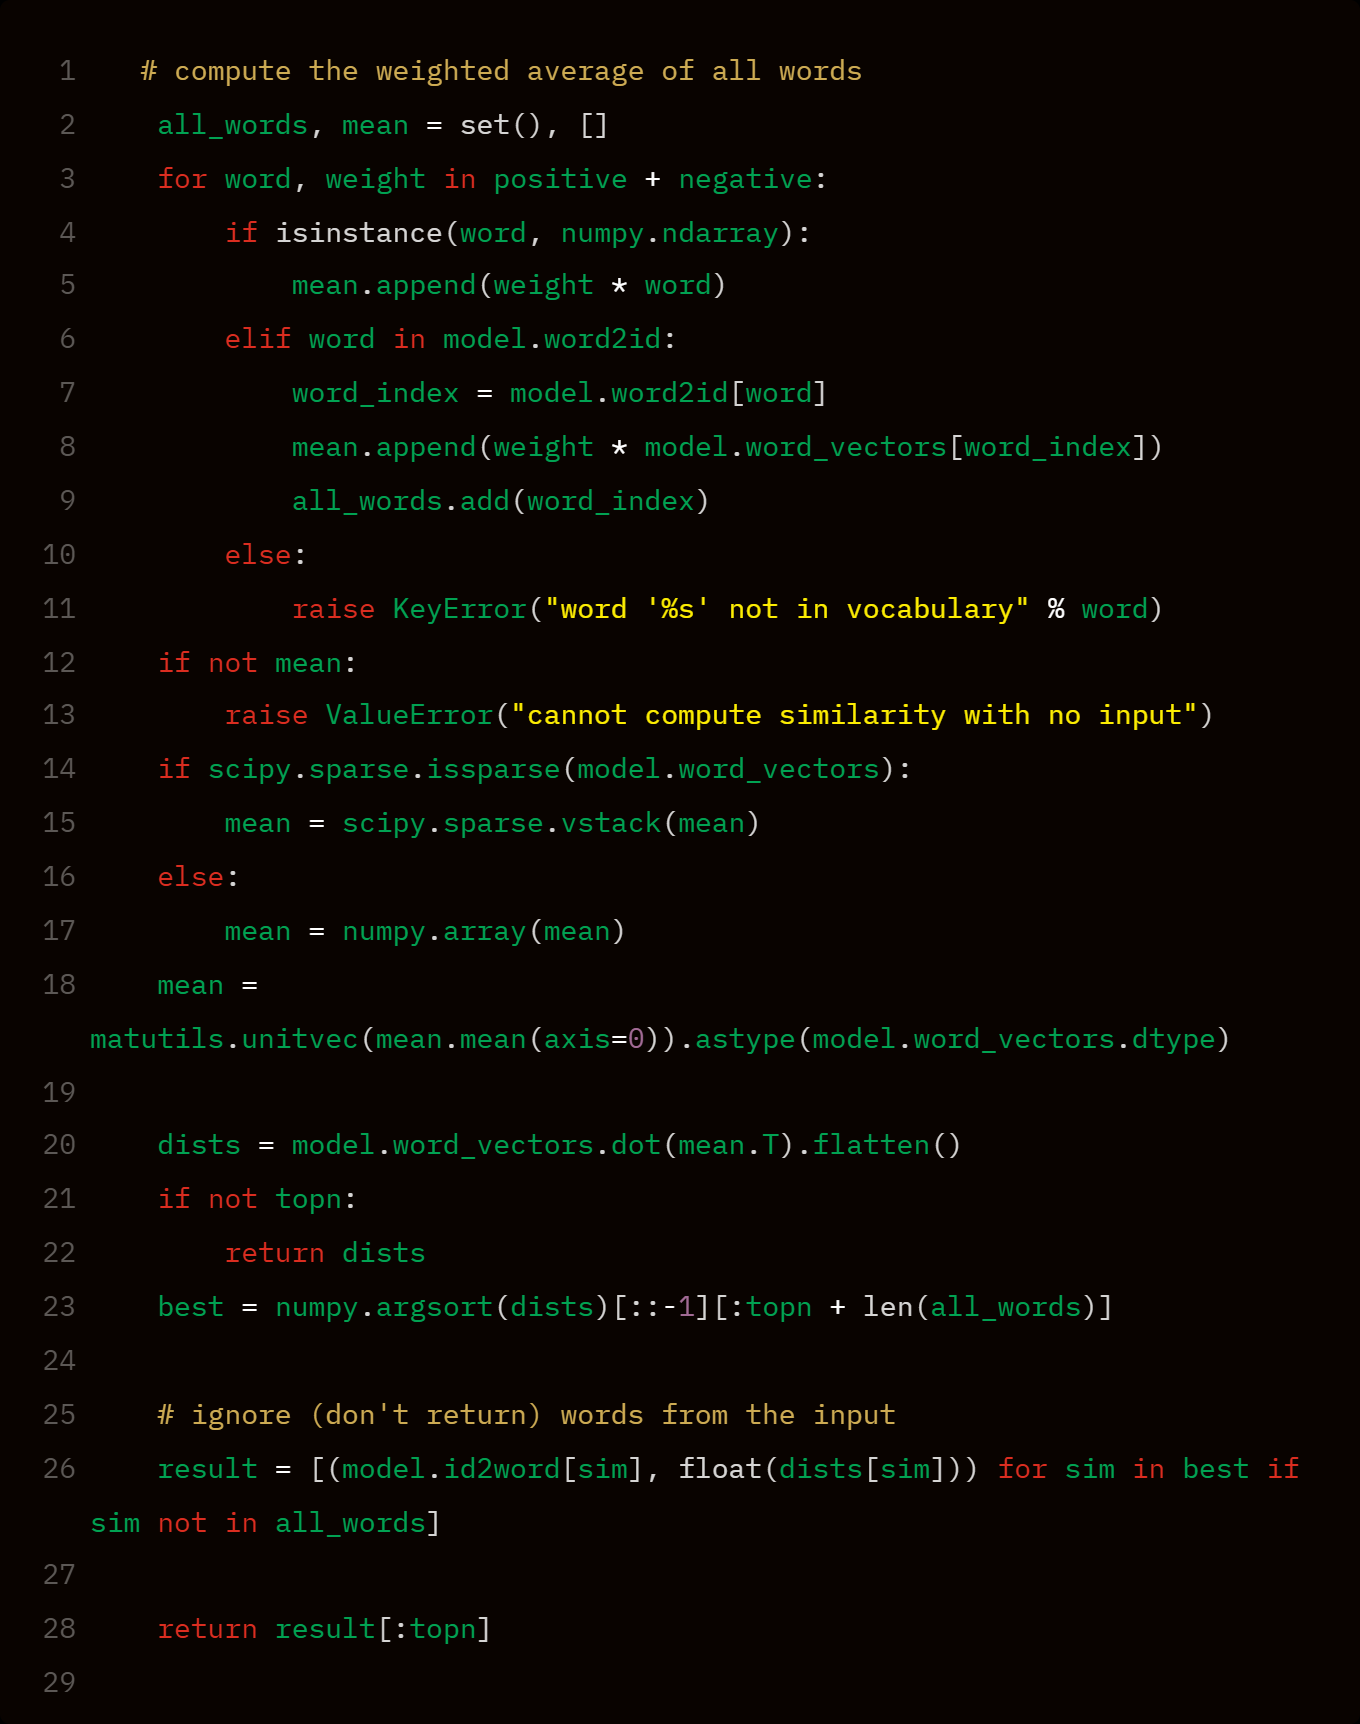 1    # compute the weighted average of all words
2     all_words, mean = set(), []
3     for word, weight in positive + negative:
4         if isinstance(word, numpy.ndarray):
5             mean.append(weight * word)
6         elif word in model.word2id:
7             word_index = model.word2id[word]
8             mean.append(weight * model.word_vectors[word_index])
9             all_words.add(word_index)
10         else:
11             raise KeyError("word '%s' not in vocabulary" % word)
12     if not mean:
13         raise ValueError("cannot compute similarity with no input")
14     if scipy.sparse.issparse(model.word_vectors):
15         mean = scipy.sparse.vstack(mean)
16     else:
17         mean = numpy.array(mean)
18     mean =
matutils.unitvec(mean.mean(axis=0)).astype(model.word_vectors.dtype)
19
20     dists = model.word_vectors.dot(mean.T).flatten()
21     if not topn:
22         return dists
23     best = numpy.argsort(dists)[::-1][:topn + len(all_words)]
24
25     # ignore (don't return) words from the input
26     result = [(model.id2word[sim], float(dists[sim])) for sim in best if
sim not in all_words]
27
28     return result[:topn]
29